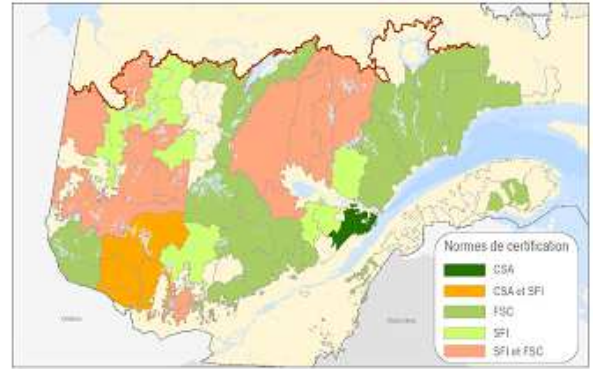 Normes de certification
CSA
CSA et SFI
FSC
SFI
SFI et FSC